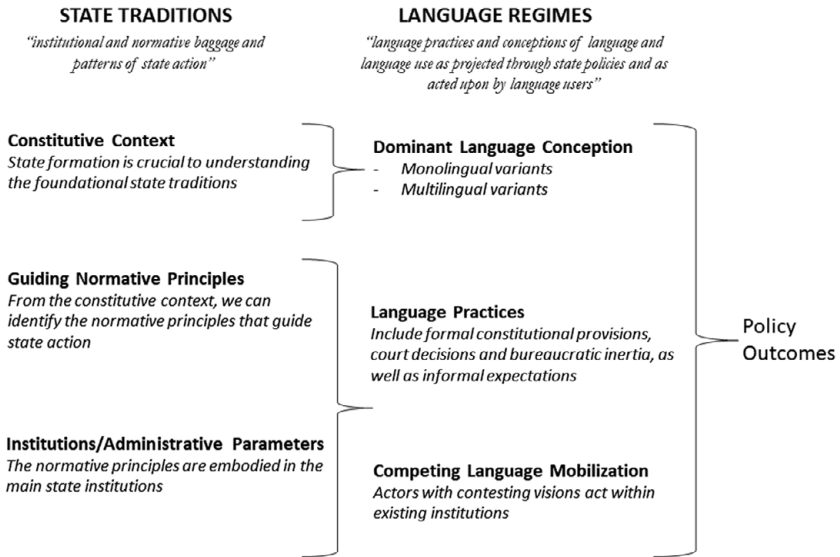 STATE TRADITIONS
“institutional and normative baggage and
patterns of state action”
Constitutive Context
State formation is crucial to understanding
the foundational state traditions
Guiding Normative Principles
From the constitutive context, we can
identify the normative principles that guide
state action
Institutions/Administrative Parameters
The normative principles are embodied in the
main state institutions
LANGUAGE REGIMES
“language practices and conceptions of language and
language use as projected through state policies and as
acted upon by language users”
Dominant Language Conception
- Monolingual variants
- Multilingual variants
Language Practices
Include formal constitutional provisions,
court decisions and bureaucratic inertia, as
well as informal expectations
Competing Language Mobilization
Actors with contesting visions act within
existing institutions
Policy
Outcomes